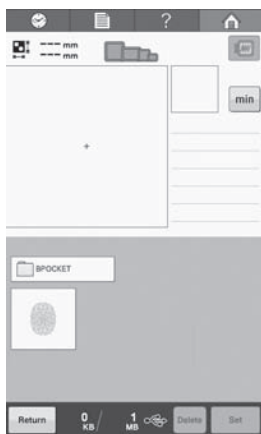 ?
--- mm
--- mm
min
BPOCKET
Return 0 KB / 1 MB Delete Set